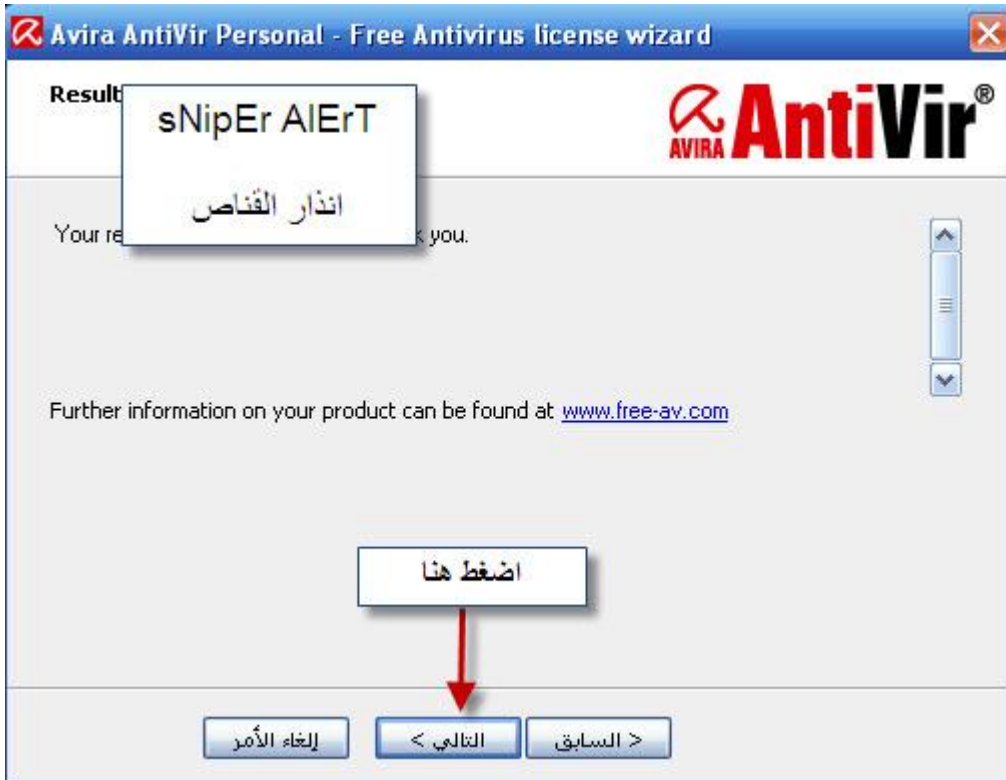 Avira AntiVir Personal - Free Antivirus license wizard
Result
sNipEr AlErT
انذار القناص
AVIRA AntiVir®
Your re
you.
Further information on your product can be found at www.free-av.com
اضغط هنا
إلغاء الأمر
التالي >
< السابق